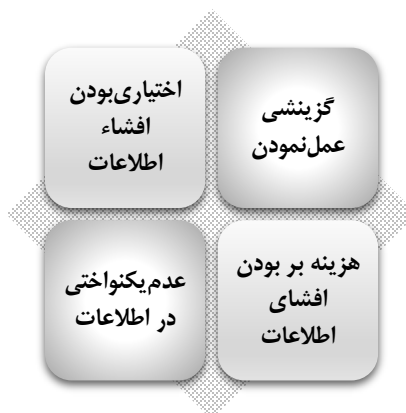 گزینشی
عمل‌نمودن
اختیاری‌بودن
افشاء
اطلاعات
هزینه بر بودن
افشای
اطلاعات
عدم‌یکنواختی
در اطلاعات